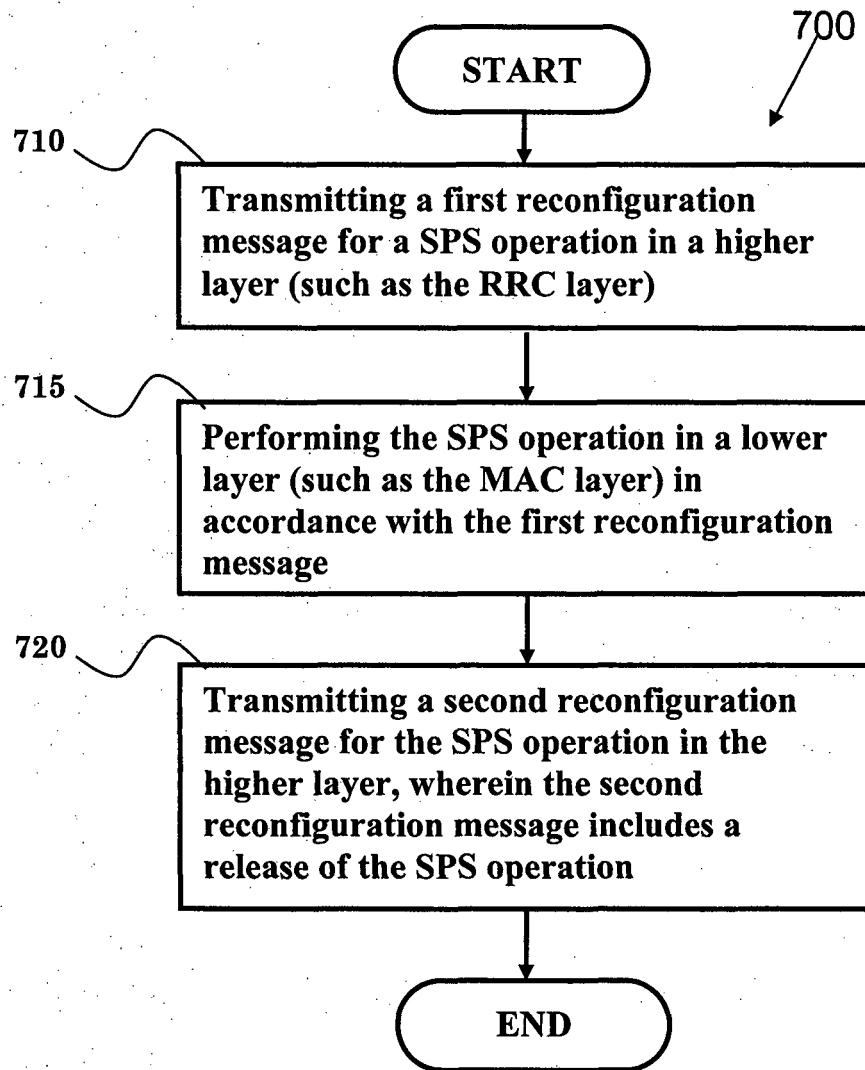 700
START
710
Transmitting a first reconfiguration
message for a SPS operation in a higher
layer (such as the RRC layer)
715
Performing the SPS operation in a lower
layer (such as the MAC layer) in
accordance with the first reconfiguration
message
720
Transmitting a second reconfiguration
message for the SPS operation in the
higher layer, wherein the second
reconfiguration message includes a
release of the SPS operation
END